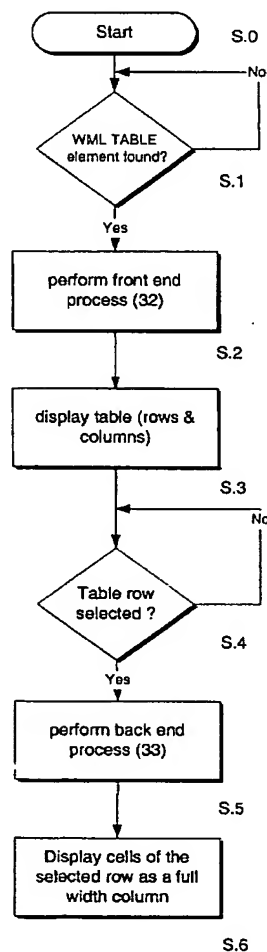 Start
S.0
No
WML TABLE
element found?
S.1
Yes
perform front end
process (32)
S.2
display table (rows &
columns)
S.3
No
Table row
selected ?
S.4
Yes
perform back end
process (33)
S.5
Display cells of the
selected row as a full
width column
S.6